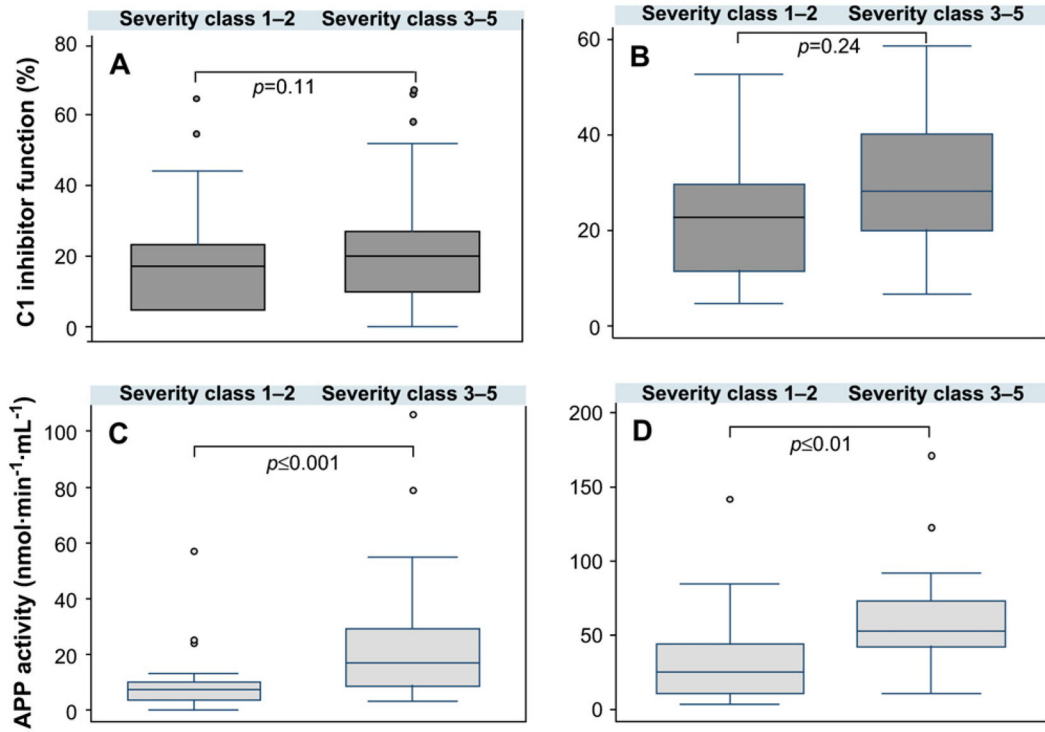 Severity class 1–2 Severity class 3–5
Severity class 1–2 Severity class 3–5
C1 inhibitor function (%)
80
60
40
20
0
A
p=0.11
60
40
20
0
B
p=0.24
Severity class 1–2 Severity class 3–5
Severity class 1–2 Severity class 3–5
APP activity (nmol·min⁻¹·mL⁻¹)
100
80
60
40
20
0
C
p≤0.001
200
150
100
50
0
D
p≤0.01